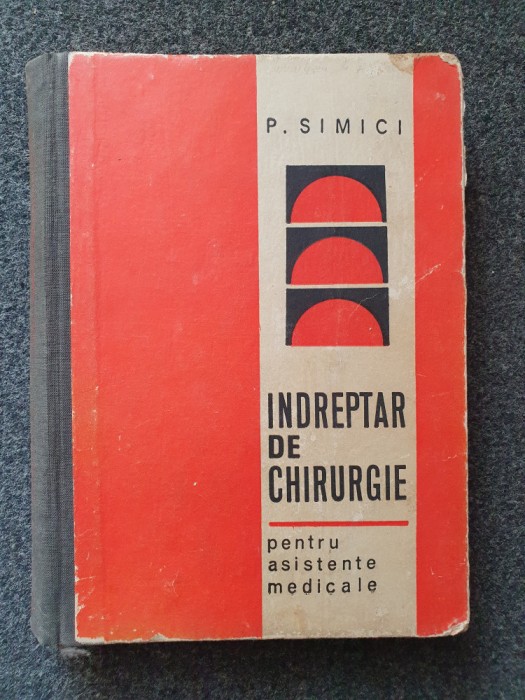 P. SIMICI
INDREPTAR
DE
CHIRURGIE
pentru
asistente
medicale